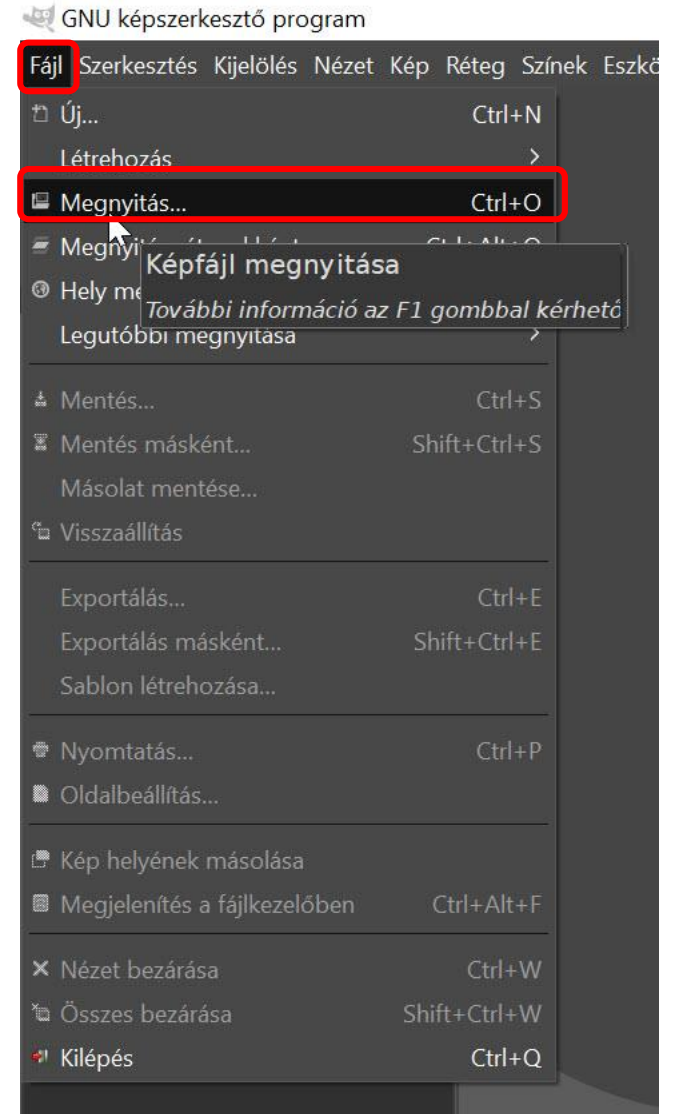 GNU képszerkesztő program
Fájl Szerkesztés Kijelölés Nézet Kép Réteg Színek
Új... Ctrl+N
Létrehozás >
Megnyitás... Ctrl+O
Képfájl megnyitása
Hely
További információ az F1 gombbal kérhető
Legutóbbi megnyitása >
Mentés... Ctrl+S
Mentés másként... Shift+Ctrl+S
Másolat mentése...
Visszaállítás
Exportálás... Ctrl+E
Exportálás másként... Shift+Ctrl+E
Sablon létrehozása...
Nyomtatás... Ctrl+P
Oldalbeállítás...
Kép helyének másolása
Megjelenítés a fájlkezelőben Ctrl+Alt+F
Nézet bezárása Ctrl+W
Összes bezárása Shift+Ctrl+W
Kilépés Ctrl+Q